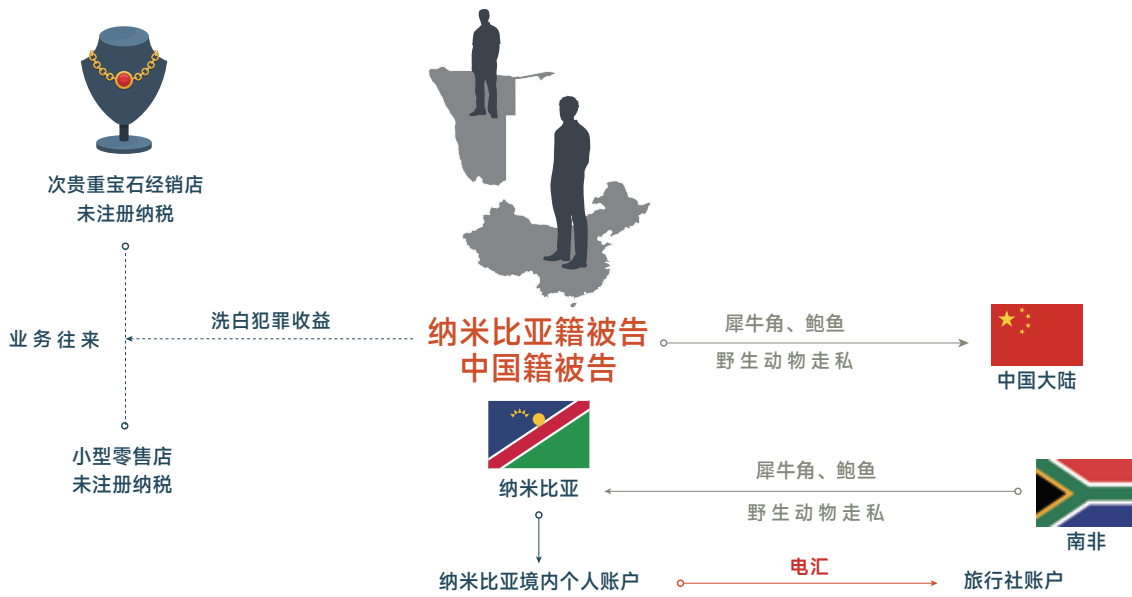 次贵重宝石经销店
未注册纳税
业务往来
小型零售店
未注册纳税
洗白犯罪收益
纳米比亚籍被告
中国籍被告
犀牛角、鲍鱼
野生动物走私
中国大陆
纳米比亚
犀牛角、鲍鱼
野生动物走私
南非
纳米比亚境内个人账户
电汇
旅行社账户